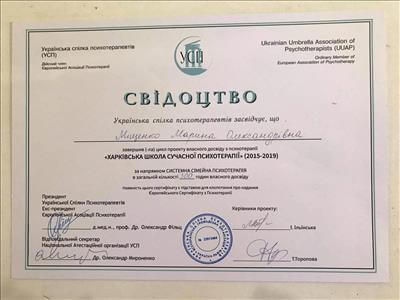 Українська спілка психотерапевтів
(УСП)
Дійсний член
Європейської Асоціації Психотерапії
УСП
Ukrainian Umbrella Association of
Psychotherapists (UUAP)
Ordinary Member of
European Association of Psychotherapy
СВІДОЦТВО
Українська спілка психотерапевтів засвідчує, що
Мищенко Марина Олександрівна
завершив (-ла) цикл проекту власного досвіду з психотерапії
«ХАРКІВСЬКА ШКОЛА СУЧАСНОЇ ПСИХОТЕРАПІЇ» (2015-2019)
за напрямком СИСТЕМНА СІМЕЙНА ПСИХОТЕРАПІЯ
в загальній кількості 100 годин власного досвіду
Наявність цього сертифікату є підставою для клопотання про надання
Європейського Сертифікату з Психотерапії
Президент
Української Спілки Психотерапевтів
Екс-президент
Європейської Асоціації Психотерапії
д.мед.н., проф. Др. Олександр Фільц
Відповідальний секретар
Національної Атестаційної організації УСП
Др. Олександр Мироненко
Керівники проекту:
І. Ільїнська
Т.Торопова